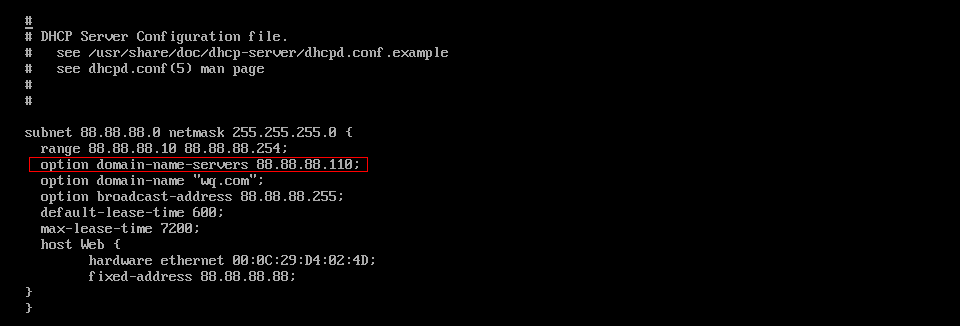 #
# DHCP Server Configuration file.
#   see /usr/share/doc/dhcp-server/dhcpd.conf.example
#   see dhcpd.conf(5) man page
#
#
subnet 88.88.88.0 netmask 255.255.255.0 {
  range 88.88.88.10 88.88.88.254;
  option domain-name-servers 88.88.88.110;
  option domain-name "wq.com";
  option broadcast-address 88.88.88.255;
  default-lease-time 600;
  max-lease-time 7200;
  host Web {
        hardware ethernet 00:0C:29:D4:02:4D;
        fixed-address 88.88.88.88;
}
}